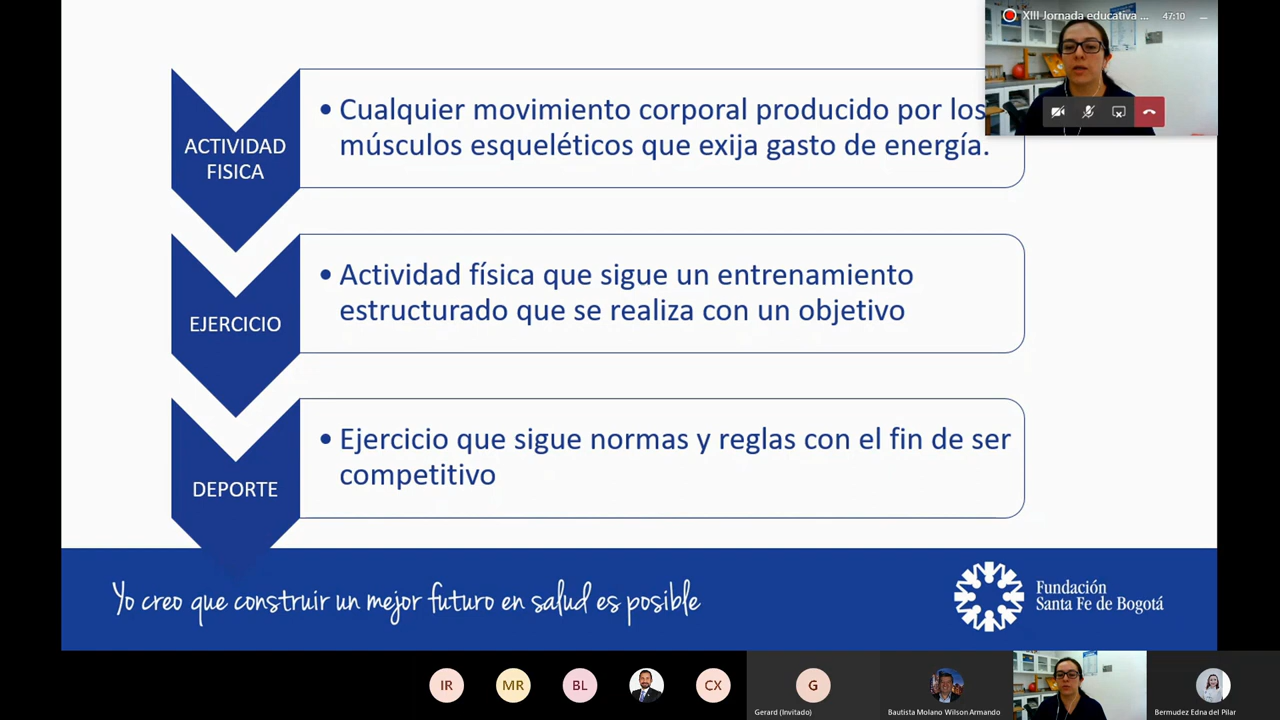 XIII Jornada educativa ...
47:10
ACTIVIDAD
FISICA
• Cualquier movimiento corporal producido por los
músculos esqueléticos que exija gasto de energía.
EJERCICIO
• Actividad física que sigue un entrenamiento
estructurado que se realiza con un objetivo
DEPORTE
• Ejercicio que sigue normas y reglas con el fin de ser
competitivo
Yo creo que construir un mejor futuro en salud es posible
Fundación
Santa Fe de Bogotá
IR
MR
BL
CX
G
Gerard (Invitado)
Bautista Molano Wilson Armando
Bermudez Edna del Pilar